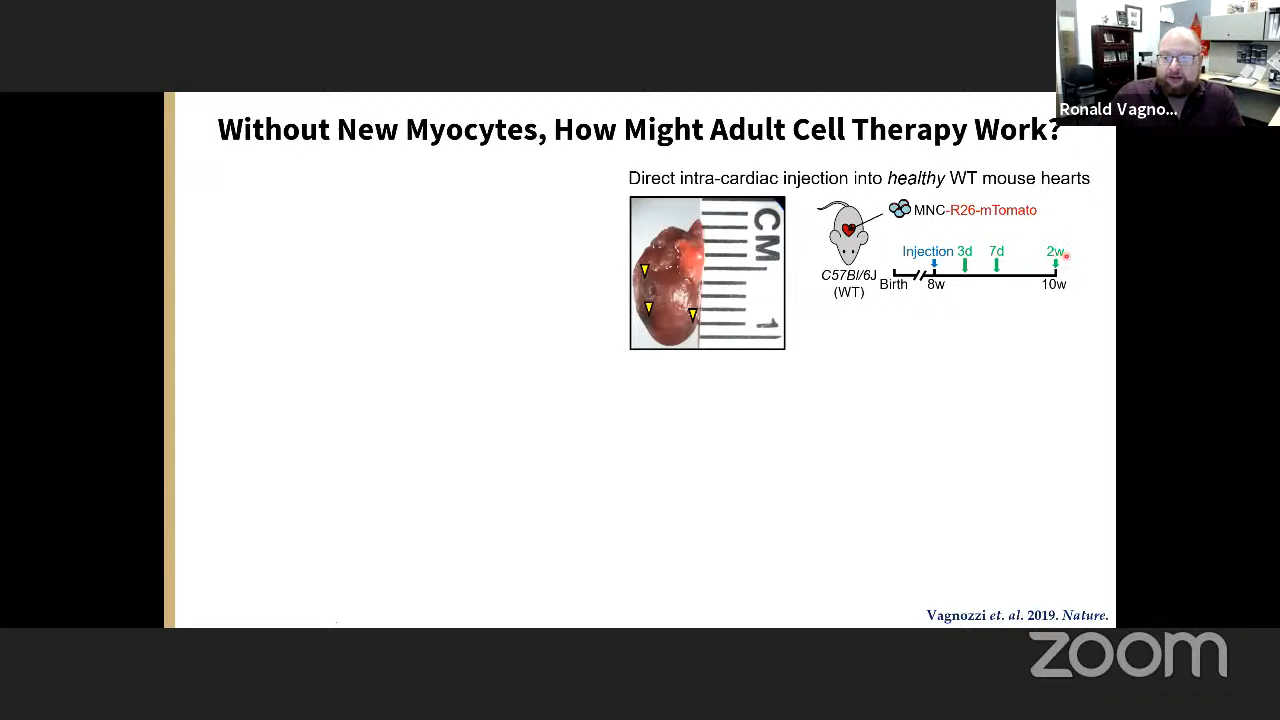 Ronald Vagno...
Without New Myocytes, How Might Adult Cell Therapy Work?
Direct intra-cardiac injection into healthy WT mouse hearts
CM
1
MNC-R26-mTomato
Injection 3d 7d 2w
C57Bl/6J
(WT)
Birth 8w 10w
Vagnozzi et. al. 2019. Nature.
zoom